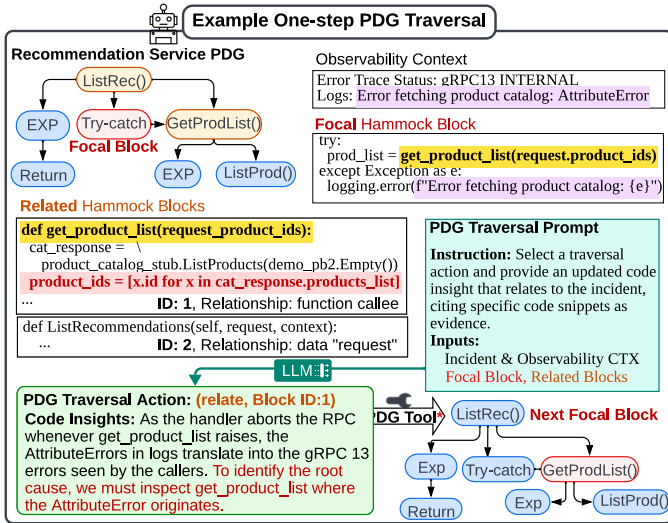 Example One-step PDG Traversal
Recommendation Service PDG
ListRec()
EXP
Try-catch
GetProdList()
Focal Block
Return
EXP
ListProd()
Observability Context
Error Trace Status: gRPC13 INTERNAL
Logs: Error fetching product catalog: AttributeError
Focal Hammock Block
try:
prod_list = get_product_list(request.product_ids)
except Exception as e:
logging.error(f"Error fetching product catalog: {e}")
Related Hammock Blocks
def get_product_list(request_product_ids):
cat_response = \
product_catalog_stub.ListProducts(demo_pb2.Empty())
product_ids = [x.id for x in cat_response.products_list]
... ID: 1, Relationship: function callee
def ListRecommendations(self, request, context):
... ID: 2, Relationship: data "request"
PDG Traversal Prompt
Instruction: Select a traversal
action and provide an updated code
insight that relates to the incident,
citing specific code snippets as
evidence.
Inputs:
Incident & Observability CTX
Focal Block, Related Blocks
LLM
PDG Traversal Action: (relate, Block ID:1)
Code Insights: As the handler aborts the RPC
whenever get_product_list raises, the
AttributeErrors in logs translate into the gRPC 13
errors seen by the callers. To identify the root
cause, we must inspect get_product_list where
the AttributeError originates.
PDG Tool*
ListRec()
Next Focal Block
Exp
Try-catch
GetProdList()
Return
Exp
ListProd()